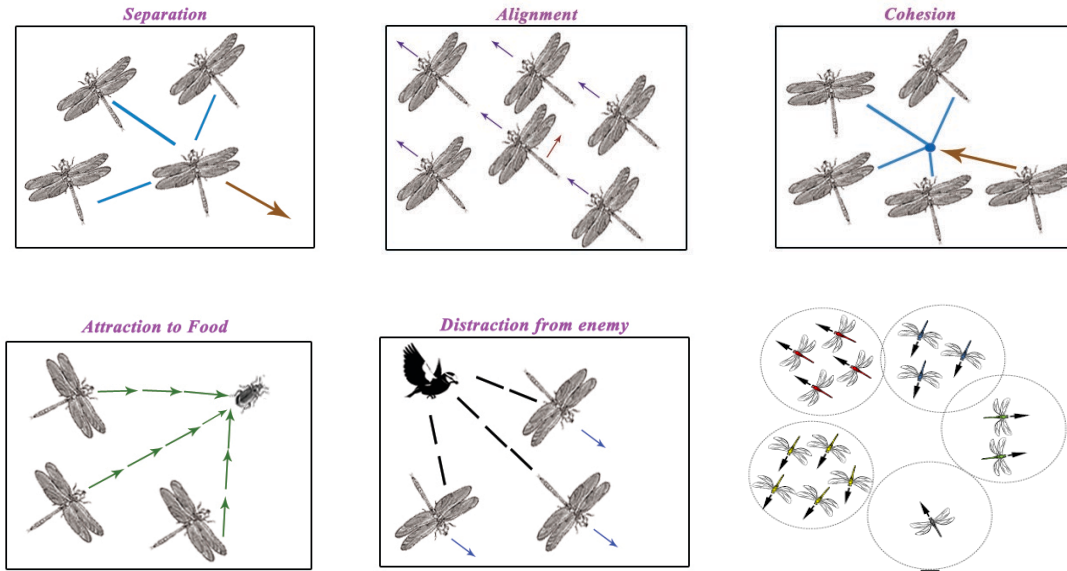 Separation
Alignment
Cohesion
Attraction to Food
Distraction from enemy